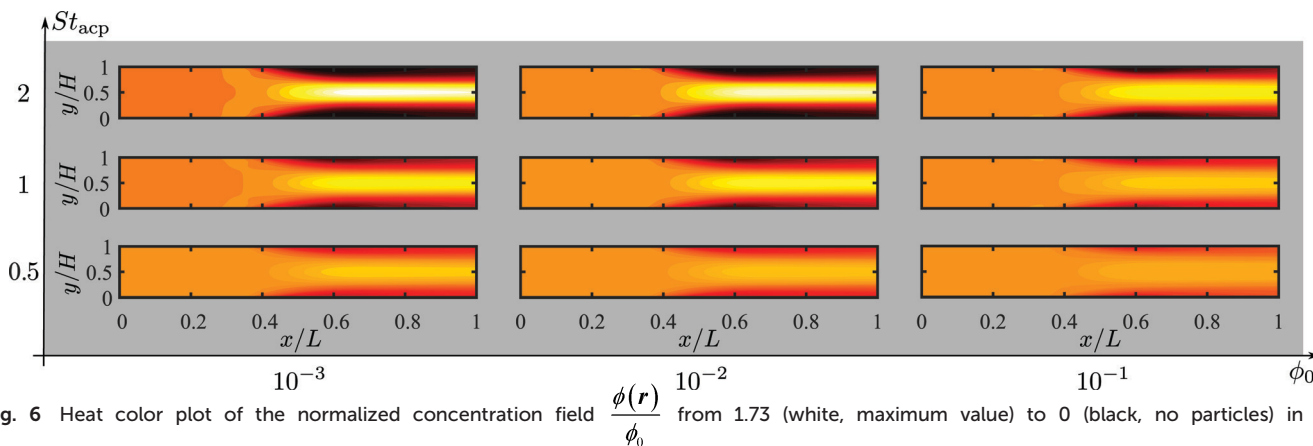 St_acp
2
y/H
1
0.5
0
1
y/H
1
0.5
0
0.5
y/H
1
0.5
0
0 0.2 0.4 0.6 0.8 1 0 0.2 0.4 0.6 0.8 1 0 0.2 0.4 0.6 0.8 1
x/L x/L x/L
10⁻³ 10⁻² 10⁻¹ ϕ₀
g. 6 Heat color plot of the normalized concentration field ϕ(r)/ϕ₀ from 1.73 (white, maximum value) to 0 (black, no particles) in